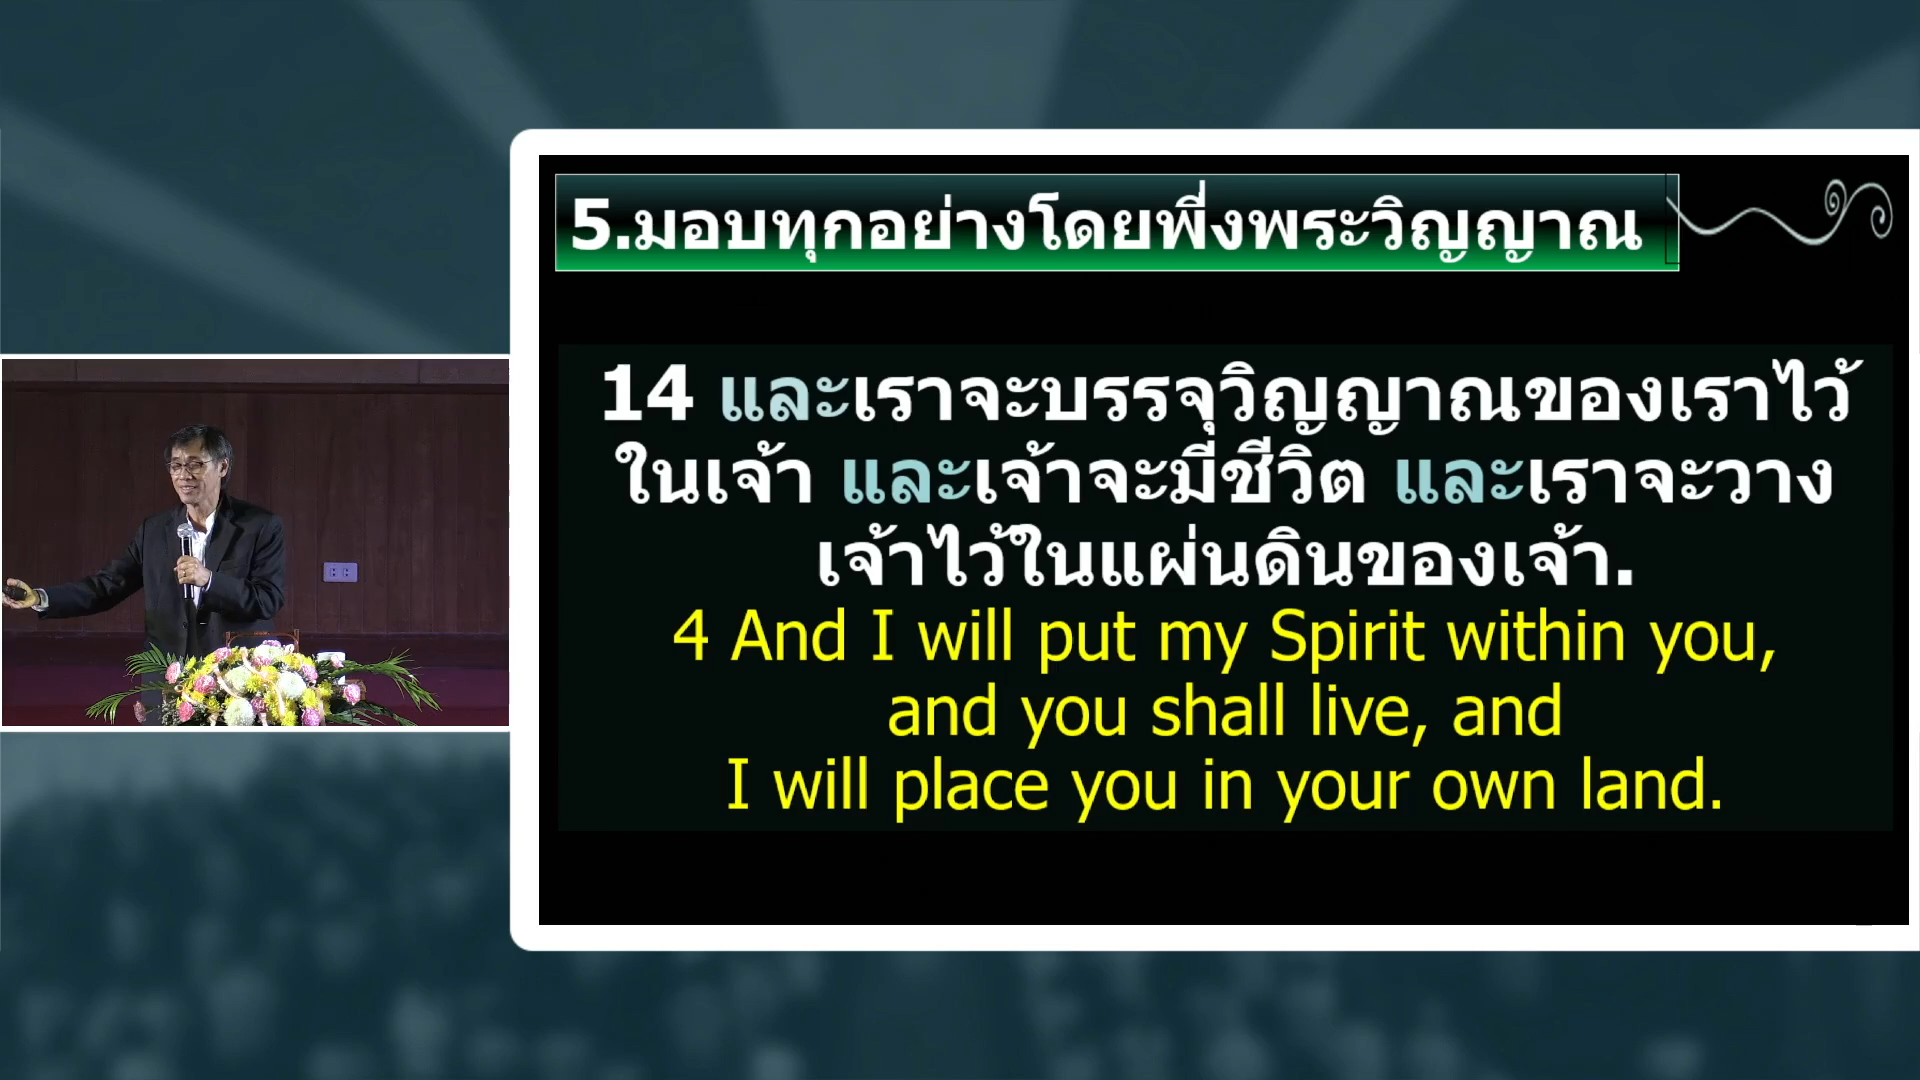 5.มอบทุกอย่างโดยพึ่งพระวิญญาณ
14 และเราจะบรรจุวิญญาณของเราไว้
ในเจ้า และเจ้าจะมีชีวิต และเราจะวาง
เจ้าไว้ในแผ่นดินของเจ้า.
4 And I will put my Spirit within you,
and you shall live, and
I will place you in your own land.